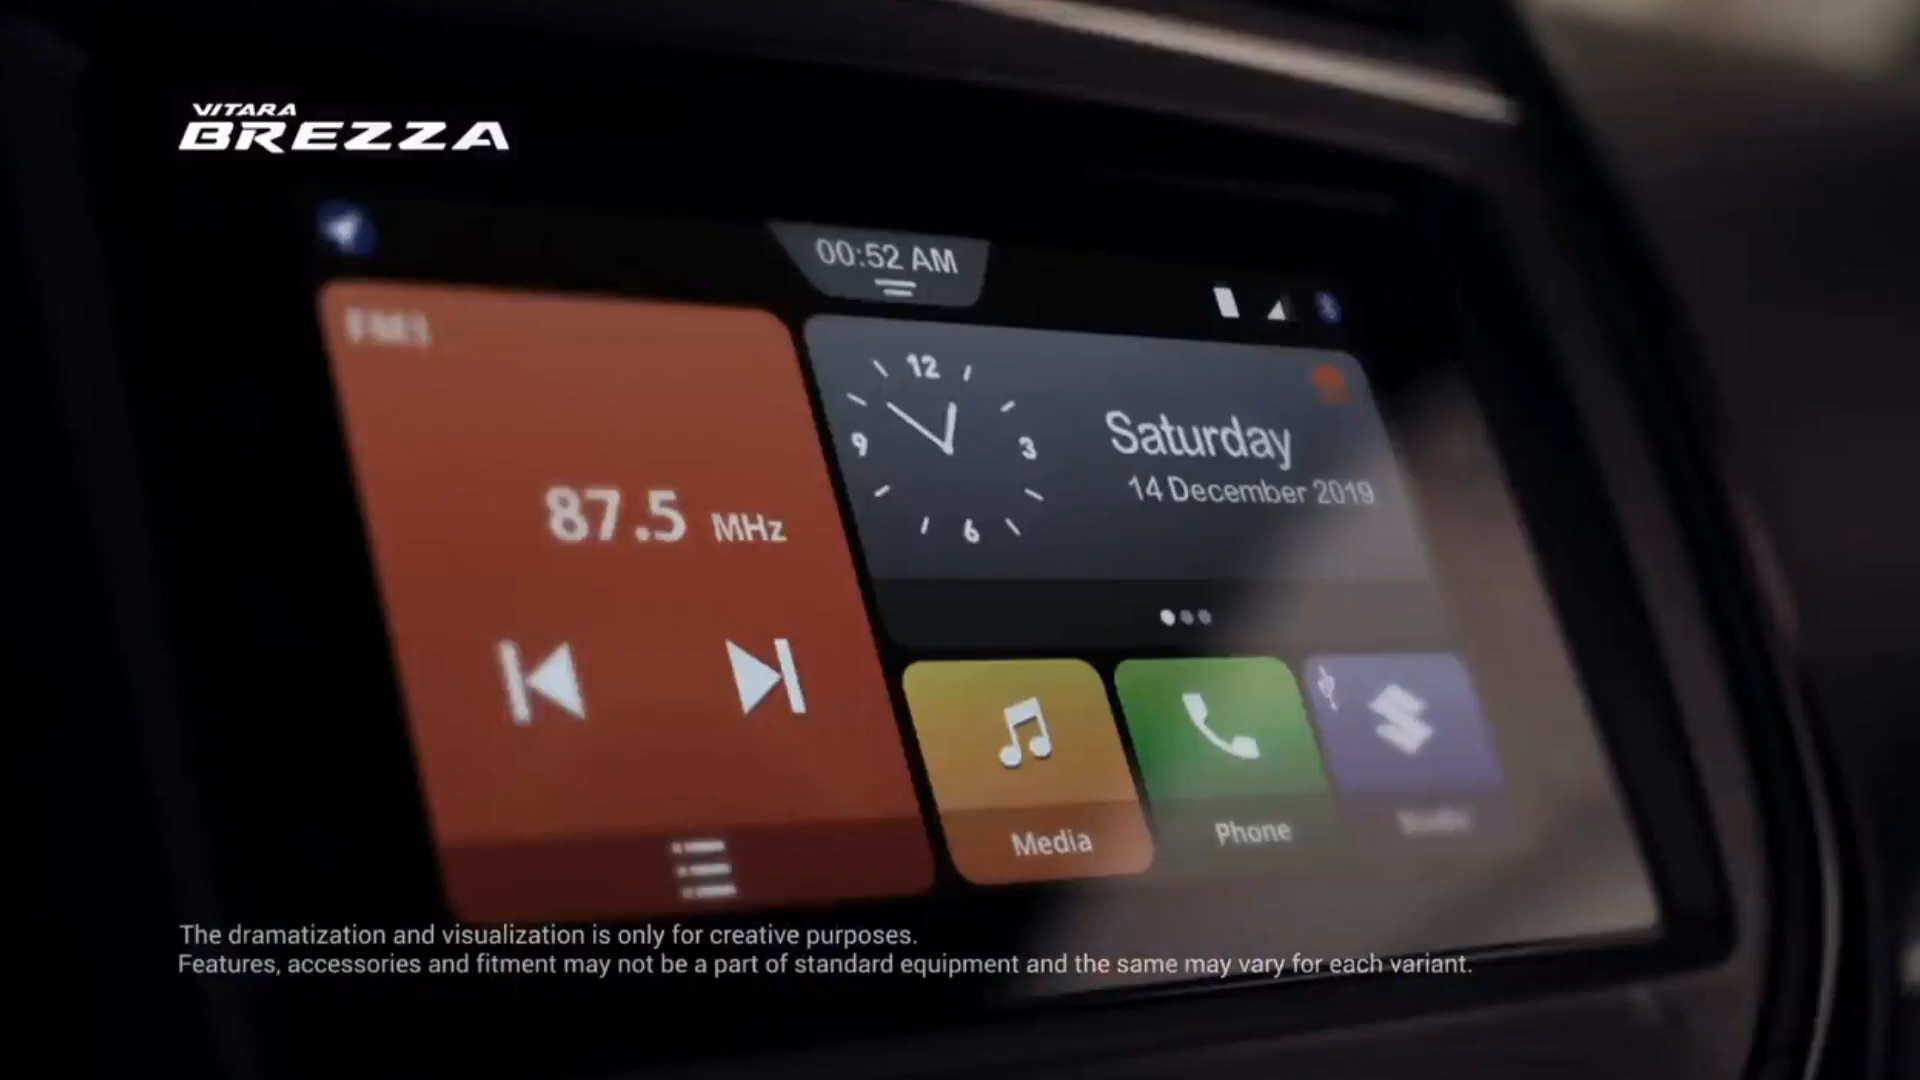 VITARA
BREZZA
00:52 AM
FM1
12
9
3
6
Saturday
14 December 2019
87.5 MHz
Media
Phone
The dramatization and visualization is only for creative purposes.
Features, accessories and fitment may not be a part of standard equipment and the same may vary for each variant.